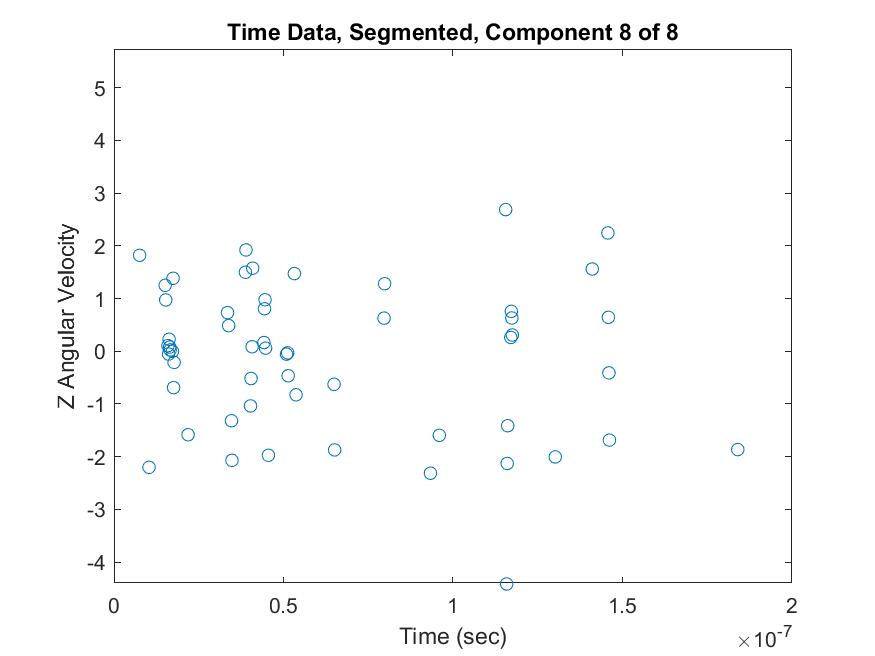 Time Data, Segmented, Component 8 of 8
5
4
3
2
1
0
-1
-2
-3
-4
Z Angular Velocity
0 0.5 1 1.5 2
Time (sec)
×10^-7